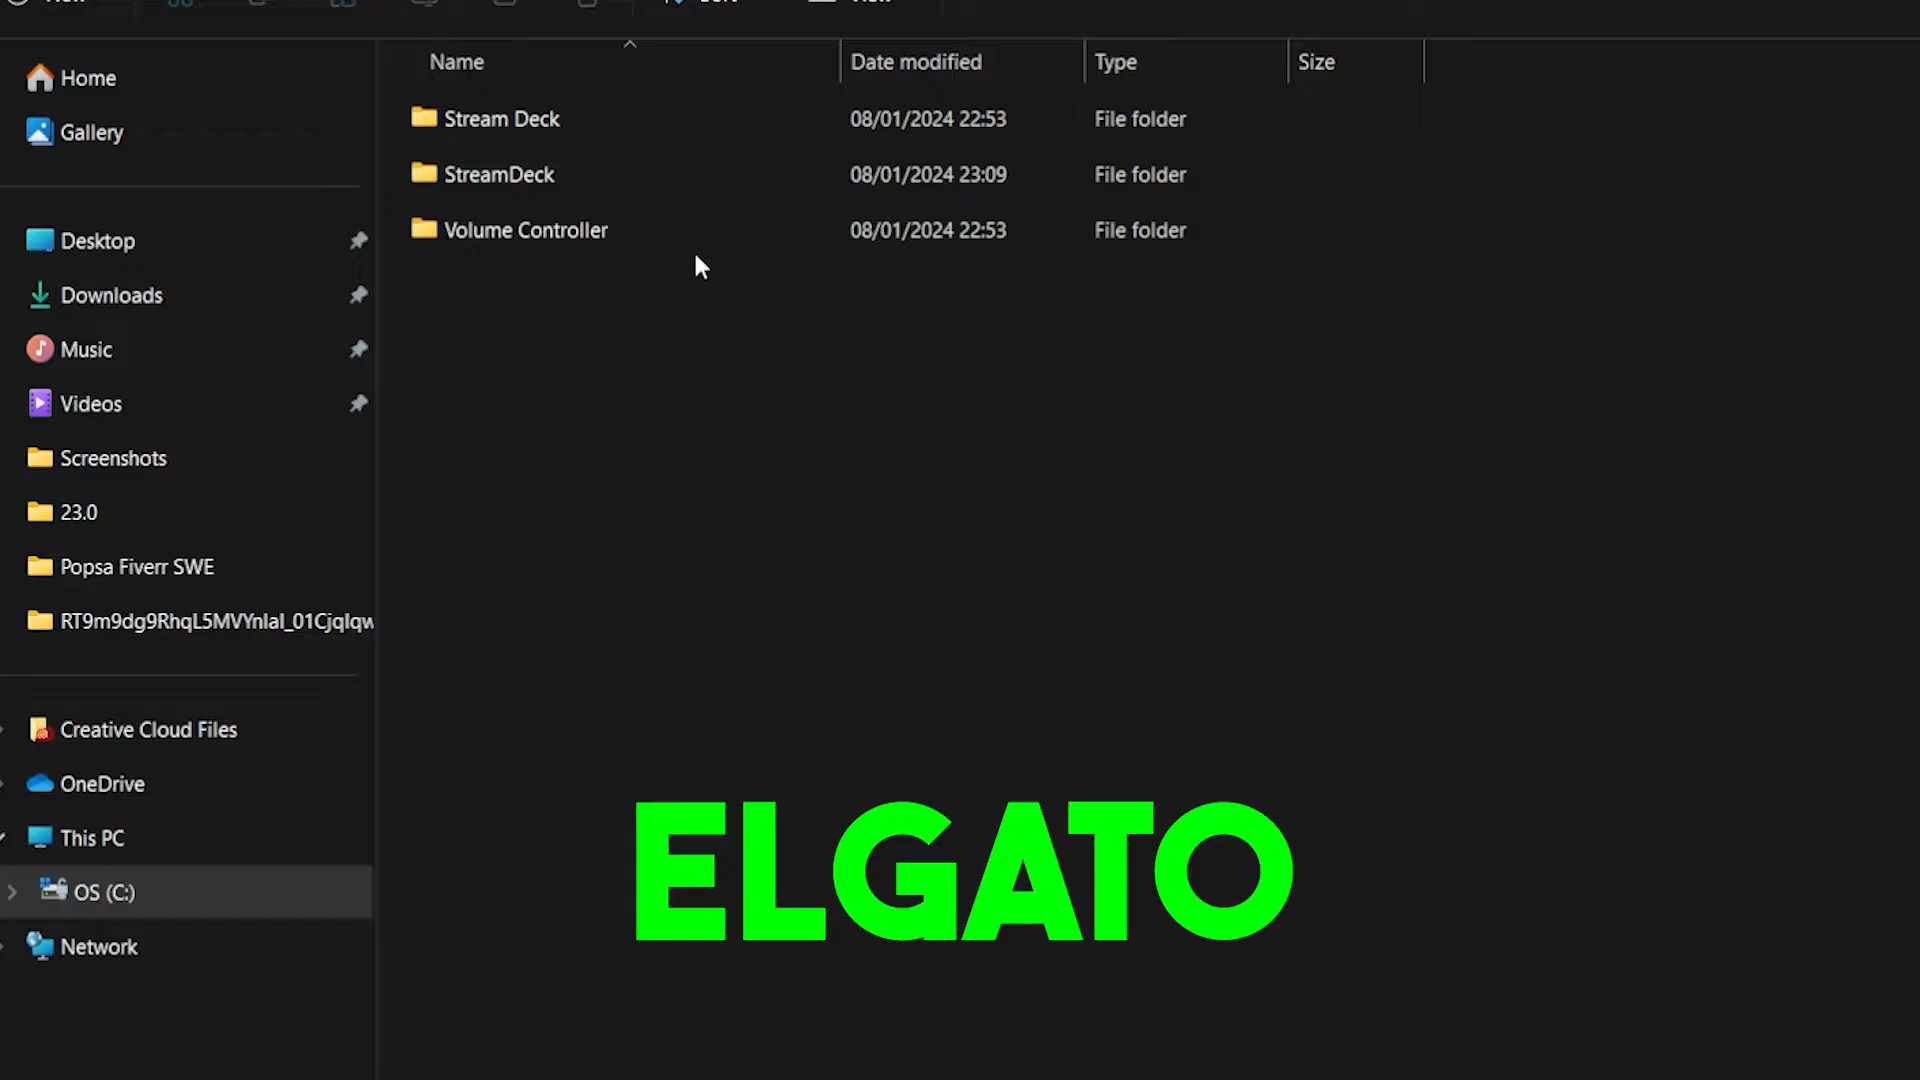 Name Date modified Type Size
Home
Gallery
Stream Deck 08/01/2024 22:53 File folder
StreamDeck 08/01/2024 23:09 File folder
Volume Controller 08/01/2024 22:53 File folder
Desktop
Downloads
Music
Videos
Screenshots
23.0
Popsa Fiverr SWE
Creative Cloud Files
OneDrive
This PC
OS (C:)
Network
ELGATO